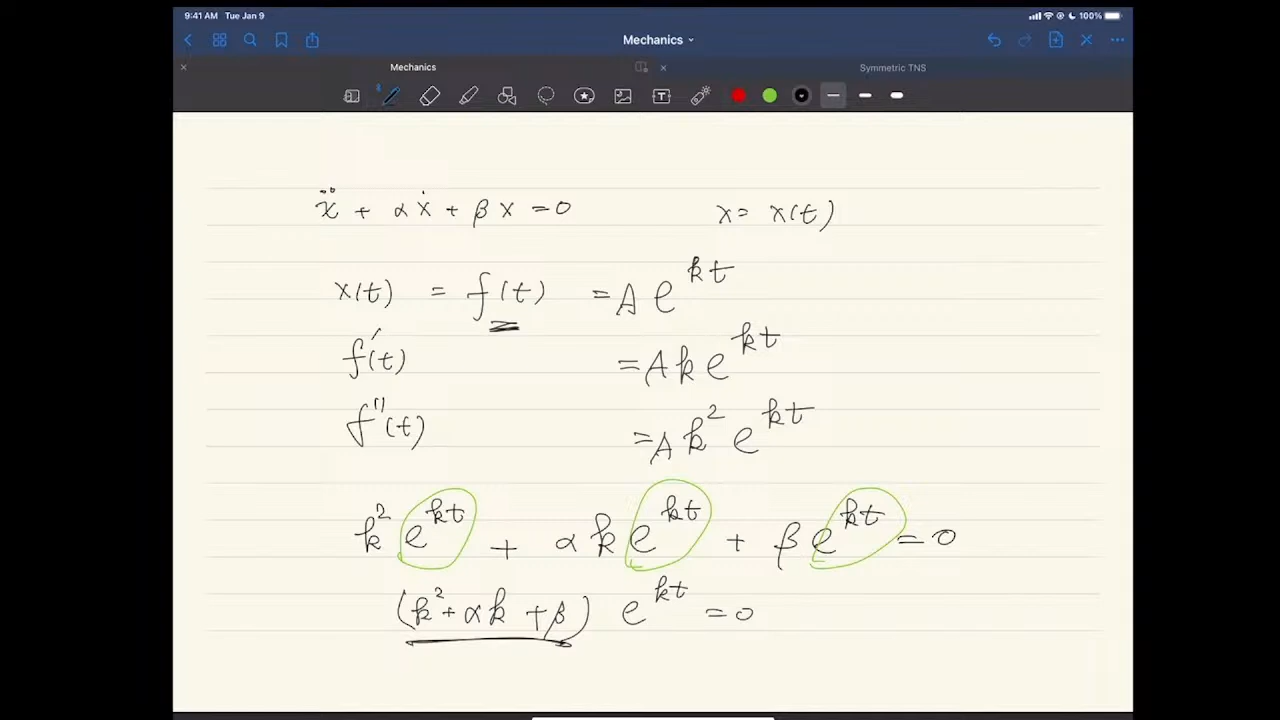 9:41 AM Tue Jan 9 100%
Mechanics
Mechanics Symmetric TNS
ẍ + αẋ + βx = 0 x = x(t)
x(t) = f(t) = A e^{kt}
f'(t) = A k e^{kt}
f''(t) = A k² e^{kt}
k² e^{kt} + α k e^{kt} + β e^{kt} = 0
(k² + αk + β) e^{kt} = 0